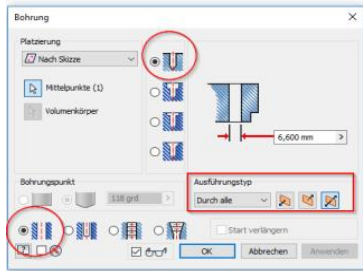 Bohrung
Platzierung
Nach Skizze
Mittelpunkte (1)
Volumenkörper
6,600 mm
Bohrungspunkt
118 grd
Ausführungstyp
Durch alle
Start verlängern
OK
Abbrechen
Anwenden